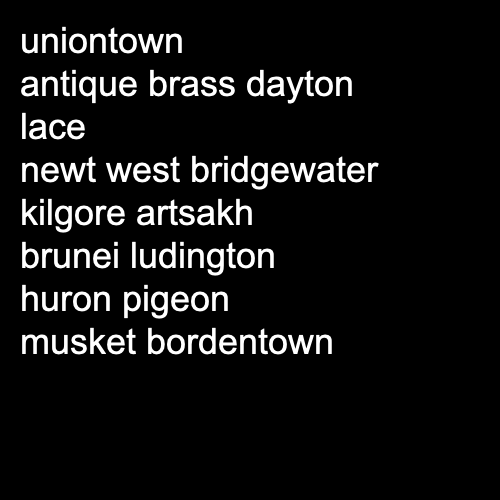 uniontown
antique brass dayton
lace
newt west bridgewater
kilgore artsakh
brunei ludington
huron pigeon
musket bordentown